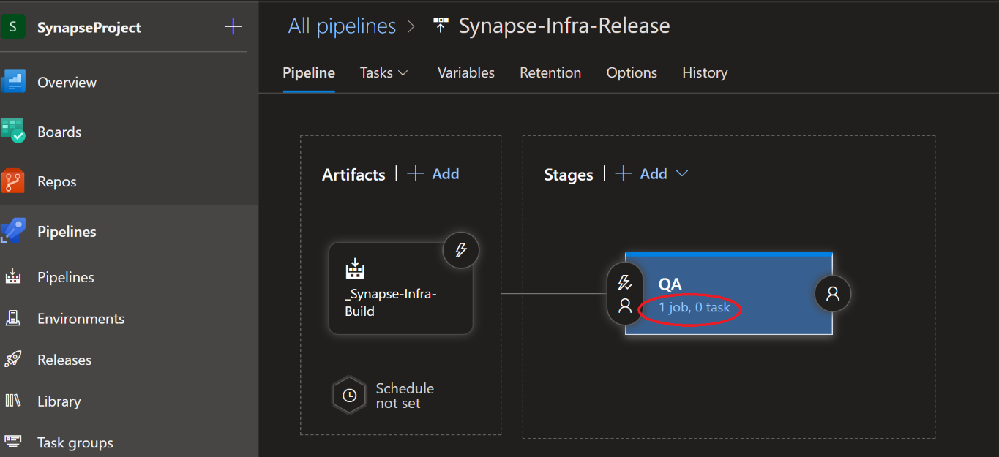 S
SynapseProject
Overview
Boards
Repos
Pipelines
Pipelines
Environments
Releases
Library
Task groups
All pipelines > Synapse-Infra-Release
Pipeline Tasks Variables Retention Options History
Artifacts | + Add
_Synapse-Infra-
Build
Schedule
not set
Stages | + Add
QA
1 job, 0 task